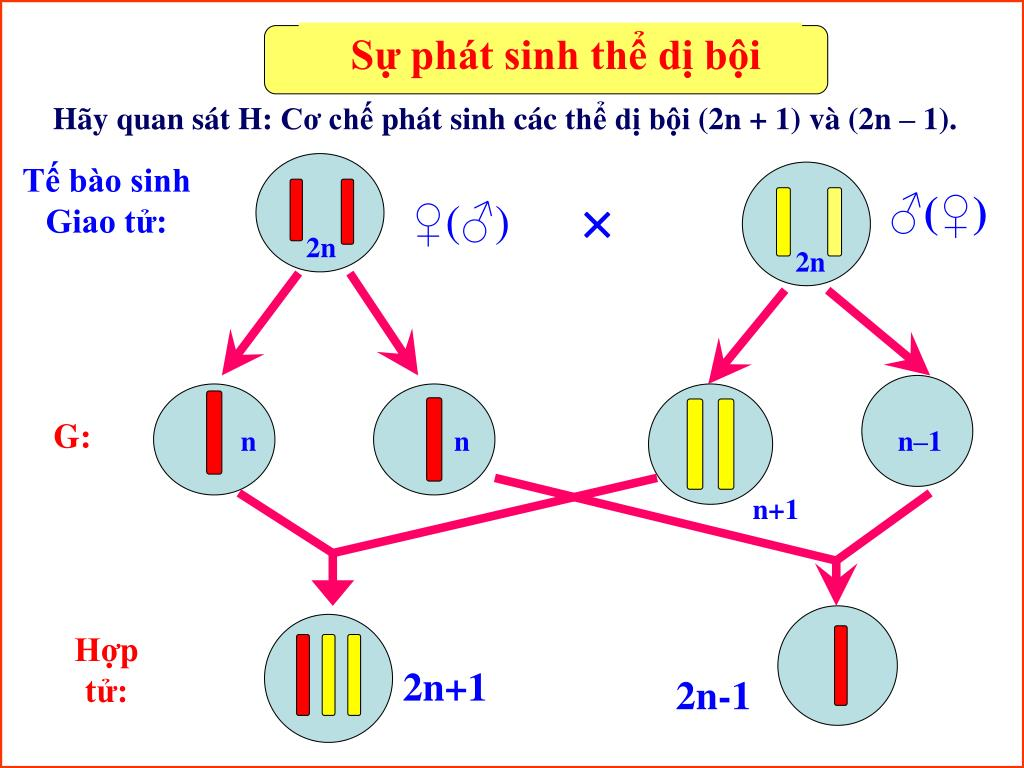 Sự phát sinh thể dị bội
Hãy quan sát H: Cơ chế phát sinh các thể dị bội (2n + 1) và (2n – 1).
Tế bào sinh
Giao tử:
2n
♀(♂)
×
2n
♂(♀)
G:
n
n
n+1
n–1
Hợp
tử:
2n+1
2n-1